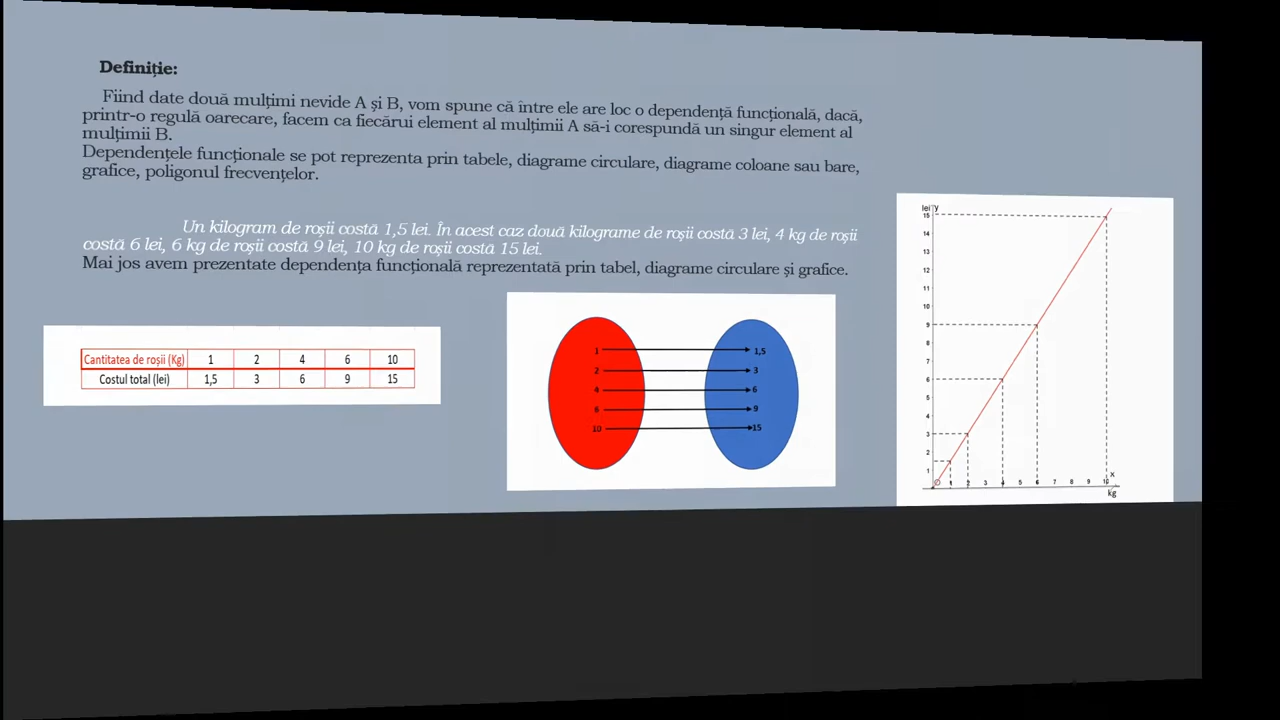 Definiție:
Fiind date două mulțimi nevide A și B, vom spune că între ele are loc o dependență funcțională, dacă,
printr-o regulă oarecare, facem ca fiecărui element al mulțimii A să-i corespundă un singur element al
mulțimii B.
Dependențele funcționale se pot reprezenta prin tabele, diagrame circulare, diagrame coloane sau bare,
grafice, poligonul frecvențelor.
Un kilogram de roșii costă 1,5 lei. În acest caz două kilograme de roșii costă 3 lei, 4 kg de roșii
costă 6 lei, 6 kg de roșii costă 9 lei, 10 kg de roșii costă 15 lei.
Mai jos avem prezentate dependența funcțională reprezentată prin tabel, diagrame circulare și grafice.
Cantitatea de roșii (Kg) 1 2 4 6 10
Costul total (lei) 1,5 3 6 9 15
1 1,5
2 3
4 6
6 9
10 15
lei y
15
14
13
12
11
10
9
8
7
6
5
4
3
2
1
O 1 2 3 4 5 6 7 8 9 10 x
kg